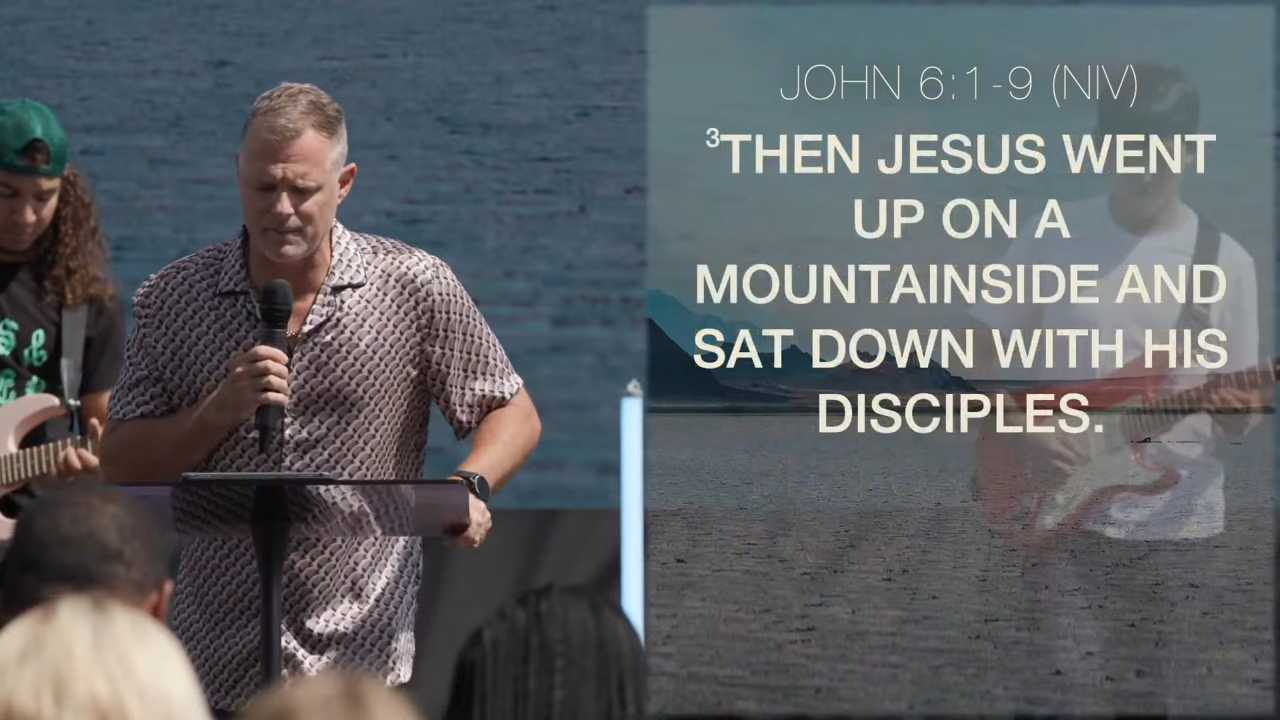 JOHN 6:1-9 (NIV)
³THEN JESUS WENT
UP ON A
MOUNTAINSIDE AND
SAT DOWN WITH HIS
DISCIPLES.